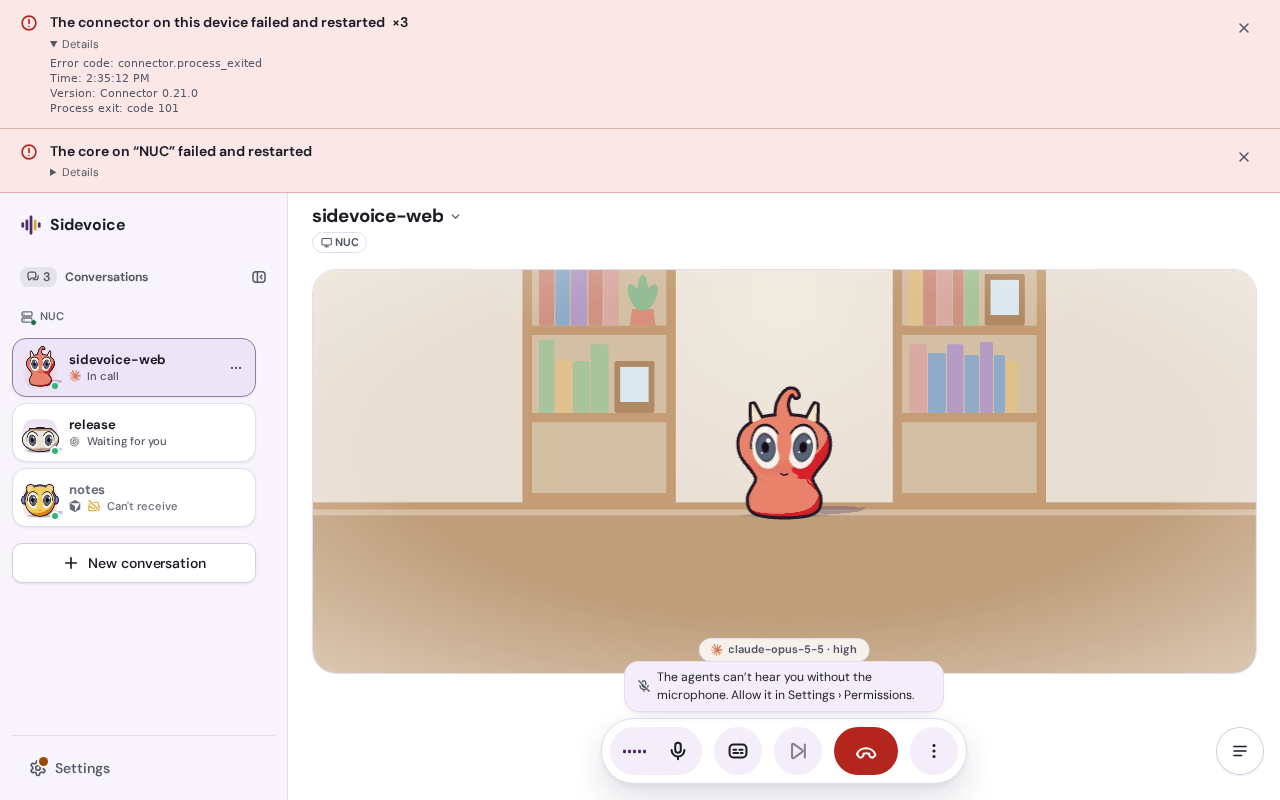 The connector on this device failed and restarted ×3
Details
Error code: connector.process_exited
Time: 2:35:12 PM
Version: Connector 0.21.0
Process exit: code 101
The core on “NUC” failed and restarted
Details
Sidevoice
3 Conversations
NUC
sidevoice-web
In call
release
Waiting for you
notes
Can't receive
New conversation
Settings
sidevoice-web
NUC
claude-opus-5-5 · high
The agents can’t hear you without the
microphone. Allow it in Settings › Permissions.